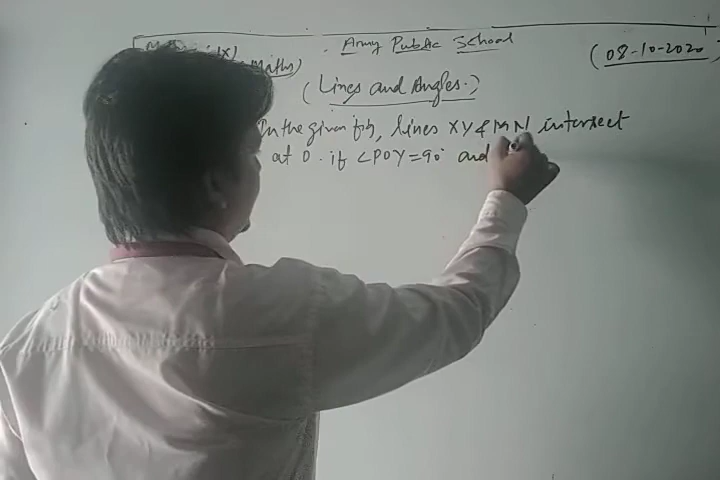 (X) Army Public School (08-10-2020)
Maths)
(Lines and Angles.)
In the given fig, lines XY & MN intersect
at O. if ∠POY = 90° and